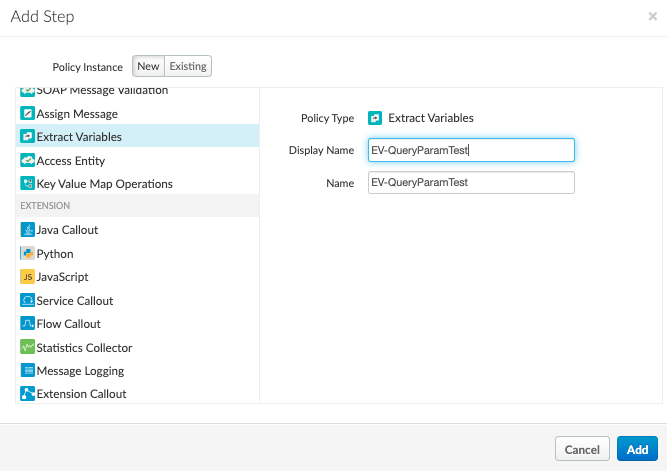 Add Step
×
Policy Instance New Existing
SOAP Message Validation
Assign Message
Extract Variables
Access Entity
Key Value Map Operations
EXTENSION
Java Callout
Python
JS JavaScript
Service Callout
Flow Callout
Statistics Collector
Message Logging
Extension Callout
Policy Type Extract Variables
Display Name EV-QueryParamTest
Name EV-QueryParamTest
Cancel Add